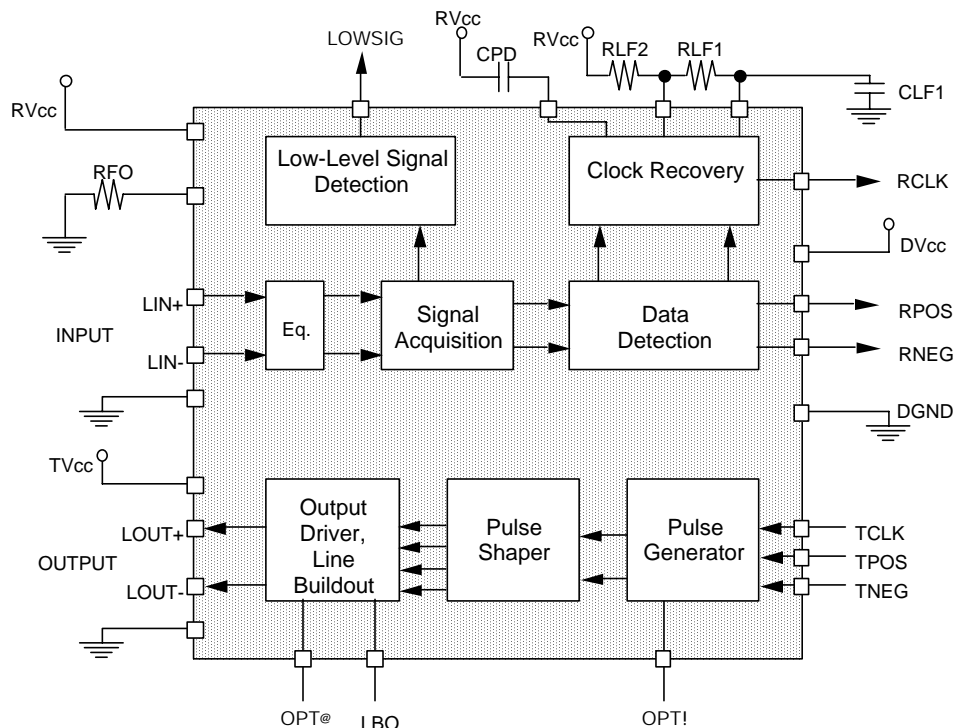 RVcc
LOWSIG
CPD
RVcc
RLF2
RLF1
CLF1
RVcc
RFO
Low-Level Signal
Detection
Clock Recovery
RCLK
DVcc
LIN+
INPUT
LIN-
Eq.
Signal
Acquisition
Data
Detection
RPOS
RNEG
DGND
TVcc
LOUT+
OUTPUT
LOUT-
Output
Driver,
Line
Buildout
Pulse
Shaper
Pulse
Generator
TCLK
TPOS
TNEG
OPT@
LBO
OPT!